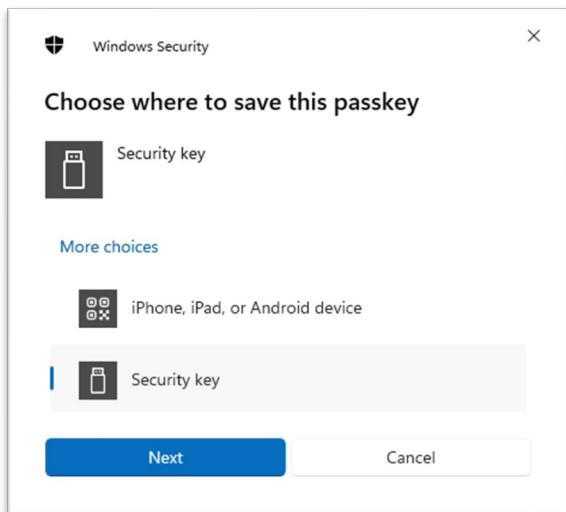 Windows Security
Choose where to save this passkey
Security key
More choices
iPhone, iPad, or Android device
Security key
Next
Cancel